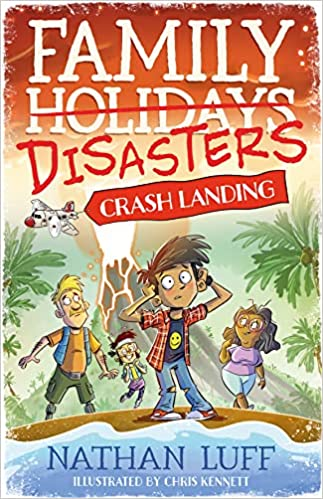 FAMILY
HOLIDAYS
DISASTERS
CRASH LANDING
NATHAN LUFF
ILLUSTRATED BY CHRIS KENNETT